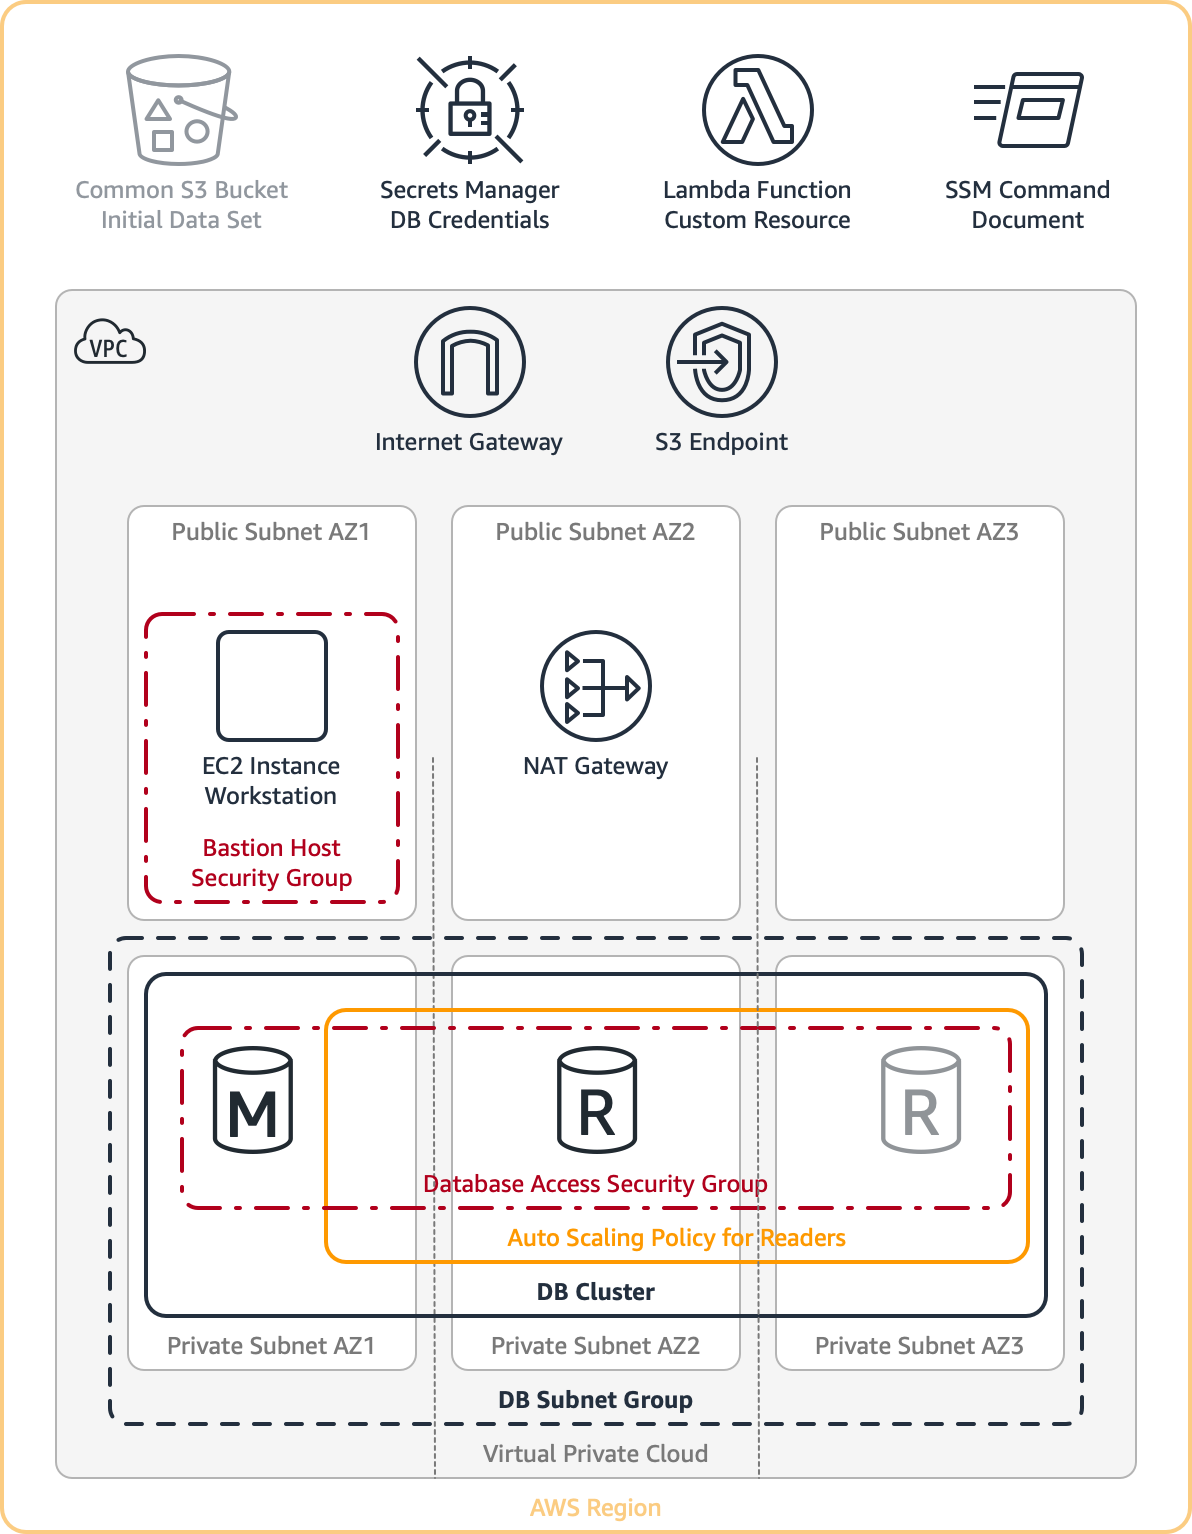 Common S3 Bucket
Initial Data Set
Secrets Manager
DB Credentials
Lambda Function
Custom Resource
SSM Command
Document
VPC
Internet Gateway
S3 Endpoint
Public Subnet AZ1
Public Subnet AZ2
Public Subnet AZ3
EC2 Instance
Workstation
NAT Gateway
Bastion Host
Security Group
M
R
R
Database Access Security Group
Auto Scaling Policy for Readers
DB Cluster
Private Subnet AZ1
Private Subnet AZ2
Private Subnet AZ3
DB Subnet Group
Virtual Private Cloud
AWS Region